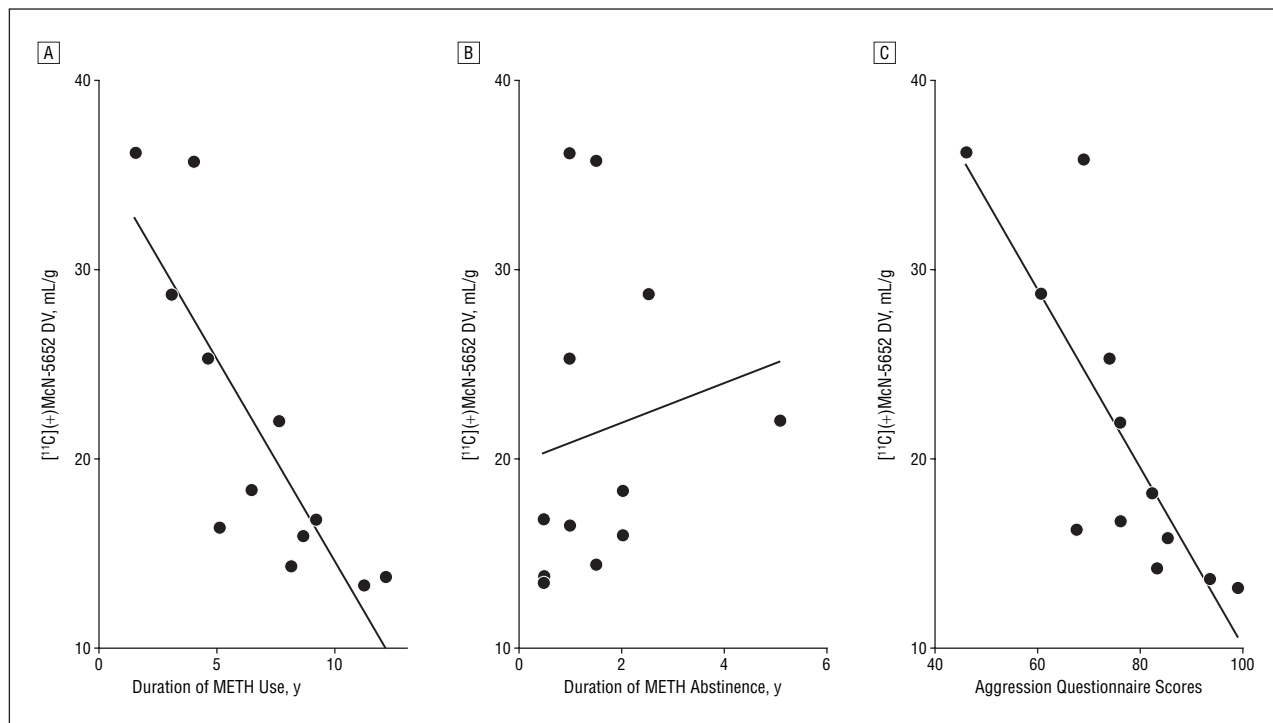 A
40
30
20
10
[¹¹C](+)McN-5652 DV, mL/g
0
5
10
Duration of METH Use, y
B
40
30
20
10
[¹¹C](+)McN-5652 DV, mL/g
0
2
4
6
Duration of METH Abstinence, y
C
40
30
20
10
[¹¹C](+)McN-5652 DV, mL/g
40
60
80
100
Aggression Questionnaire Scores